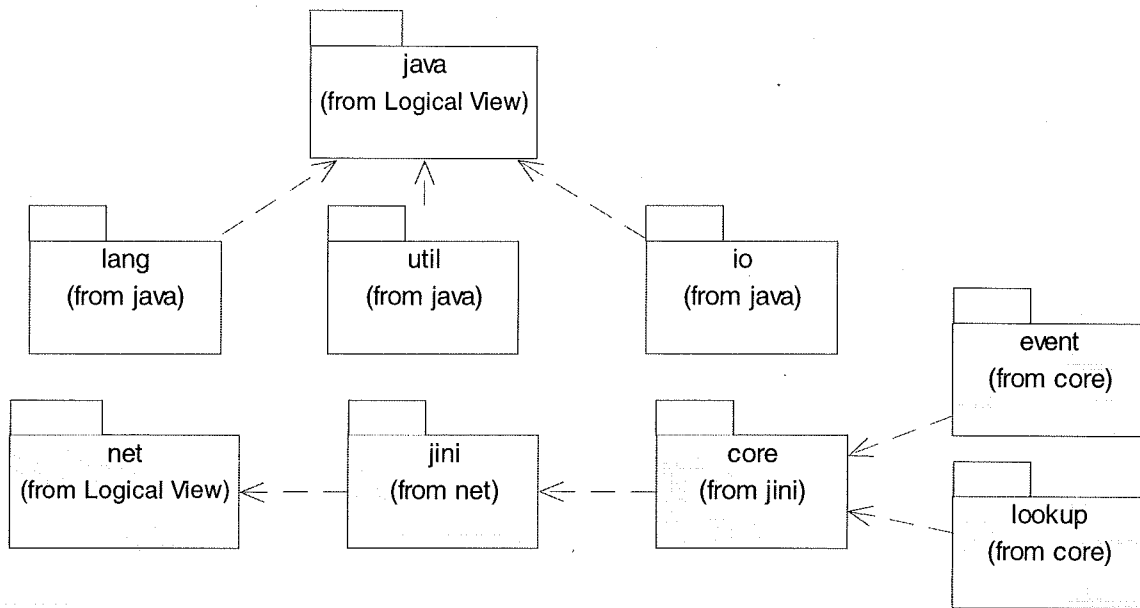 java
(from Logical View)
lang
(from java)
util
(from java)
io
(from java)
event
(from core)
net
(from Logical View)
jini
(from net)
core
(from jini)
lookup
(from core)